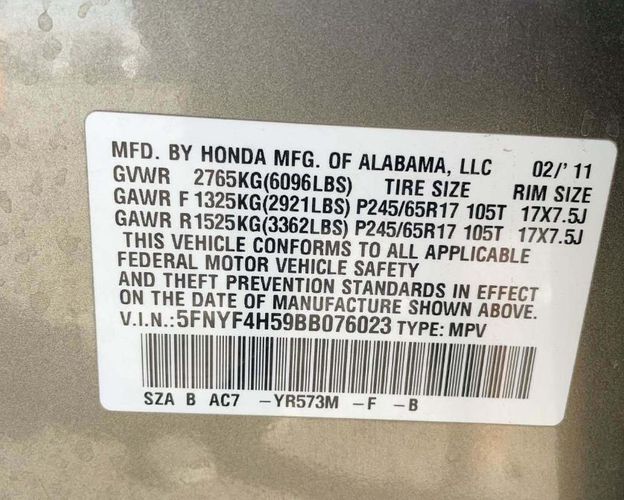 MFD. BY HONDA MFG. OF ALABAMA, LLC 02/'11
GVWR 2765KG(6096LBS) TIRE SIZE RIM SIZE
GAWR F 1325KG(2921LBS) P245/65R17 105T 17X7.5J
GAWR R 1525KG(3362LBS) P245/65R17 105T 17X7.5J
THIS VEHICLE CONFORMS TO ALL APPLICABLE
FEDERAL MOTOR VEHICLE SAFETY
AND THEFT PREVENTION STANDARDS IN EFFECT
ON THE DATE OF MANUFACTURE SHOWN ABOVE.
V.I.N.:5FNYF4H59BB076023 TYPE: MPV
SZA B AC7 -YR573M -F -B